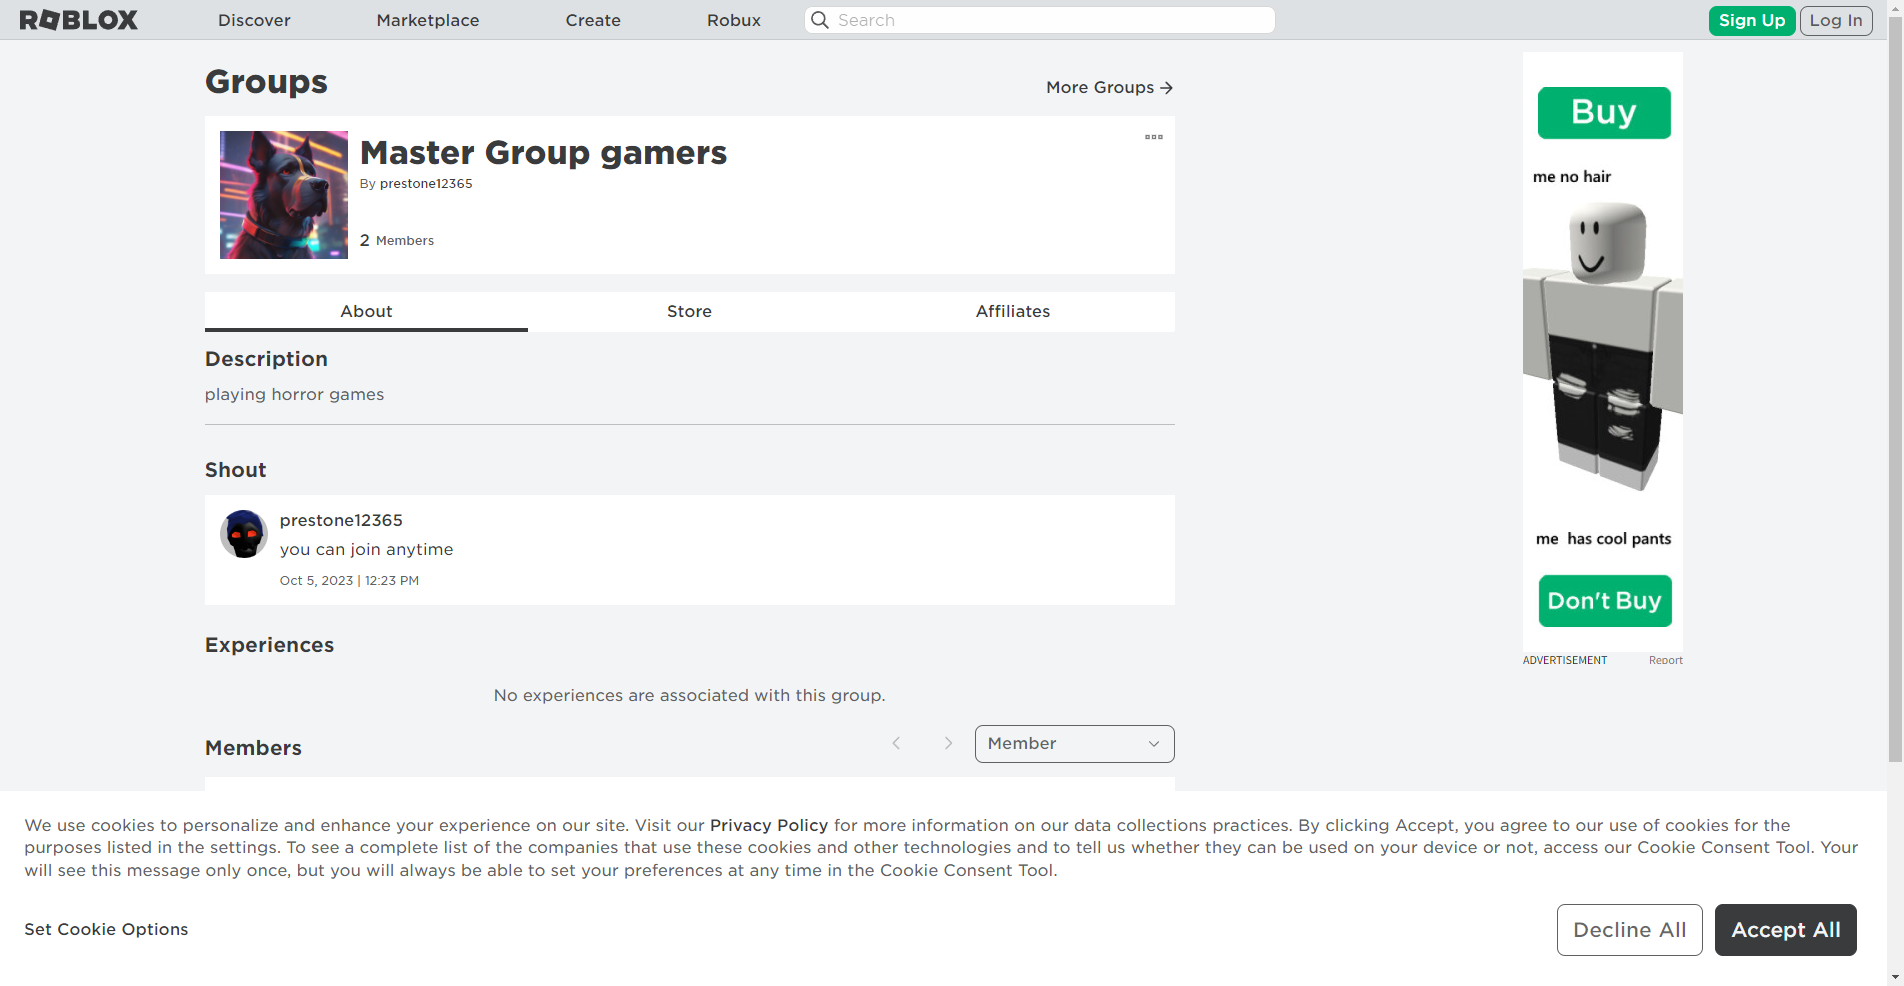 ROBLOX Discover Marketplace Create Robux Search Sign Up Log In
Groups
More Groups
Master Group gamers
By prestone12365
2 Members
About Store Affiliates
Description
playing horror games
Shout
prestone12365
you can join anytime
Oct 5, 2023 | 12:23 PM
Experiences
No experiences are associated with this group.
Members
Member
Buy
me no hair
me has cool pants
Don't Buy
ADVERTISEMENT Report
We use cookies to personalize and enhance your experience on our site. Visit our Privacy Policy for more information on our data collections practices. By clicking Accept, you agree to our use of cookies for the
purposes listed in the settings. To see a complete list of the companies that use these cookies and other technologies and to tell us whether they can be used on your device or not, access our Cookie Consent Tool. Your
will see this message only once, but you will always be able to set your preferences at any time in the Cookie Consent Tool.
Set Cookie Options
Decline All
Accept All